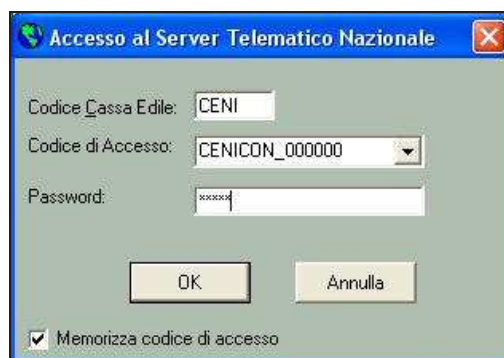 Accesso al Server Telematico Nazionale
Codice Cassa Edile: CENI
Codice di Accesso: CENICON_000000
Password: *****
OK Annulla
Memorizza codice di accesso